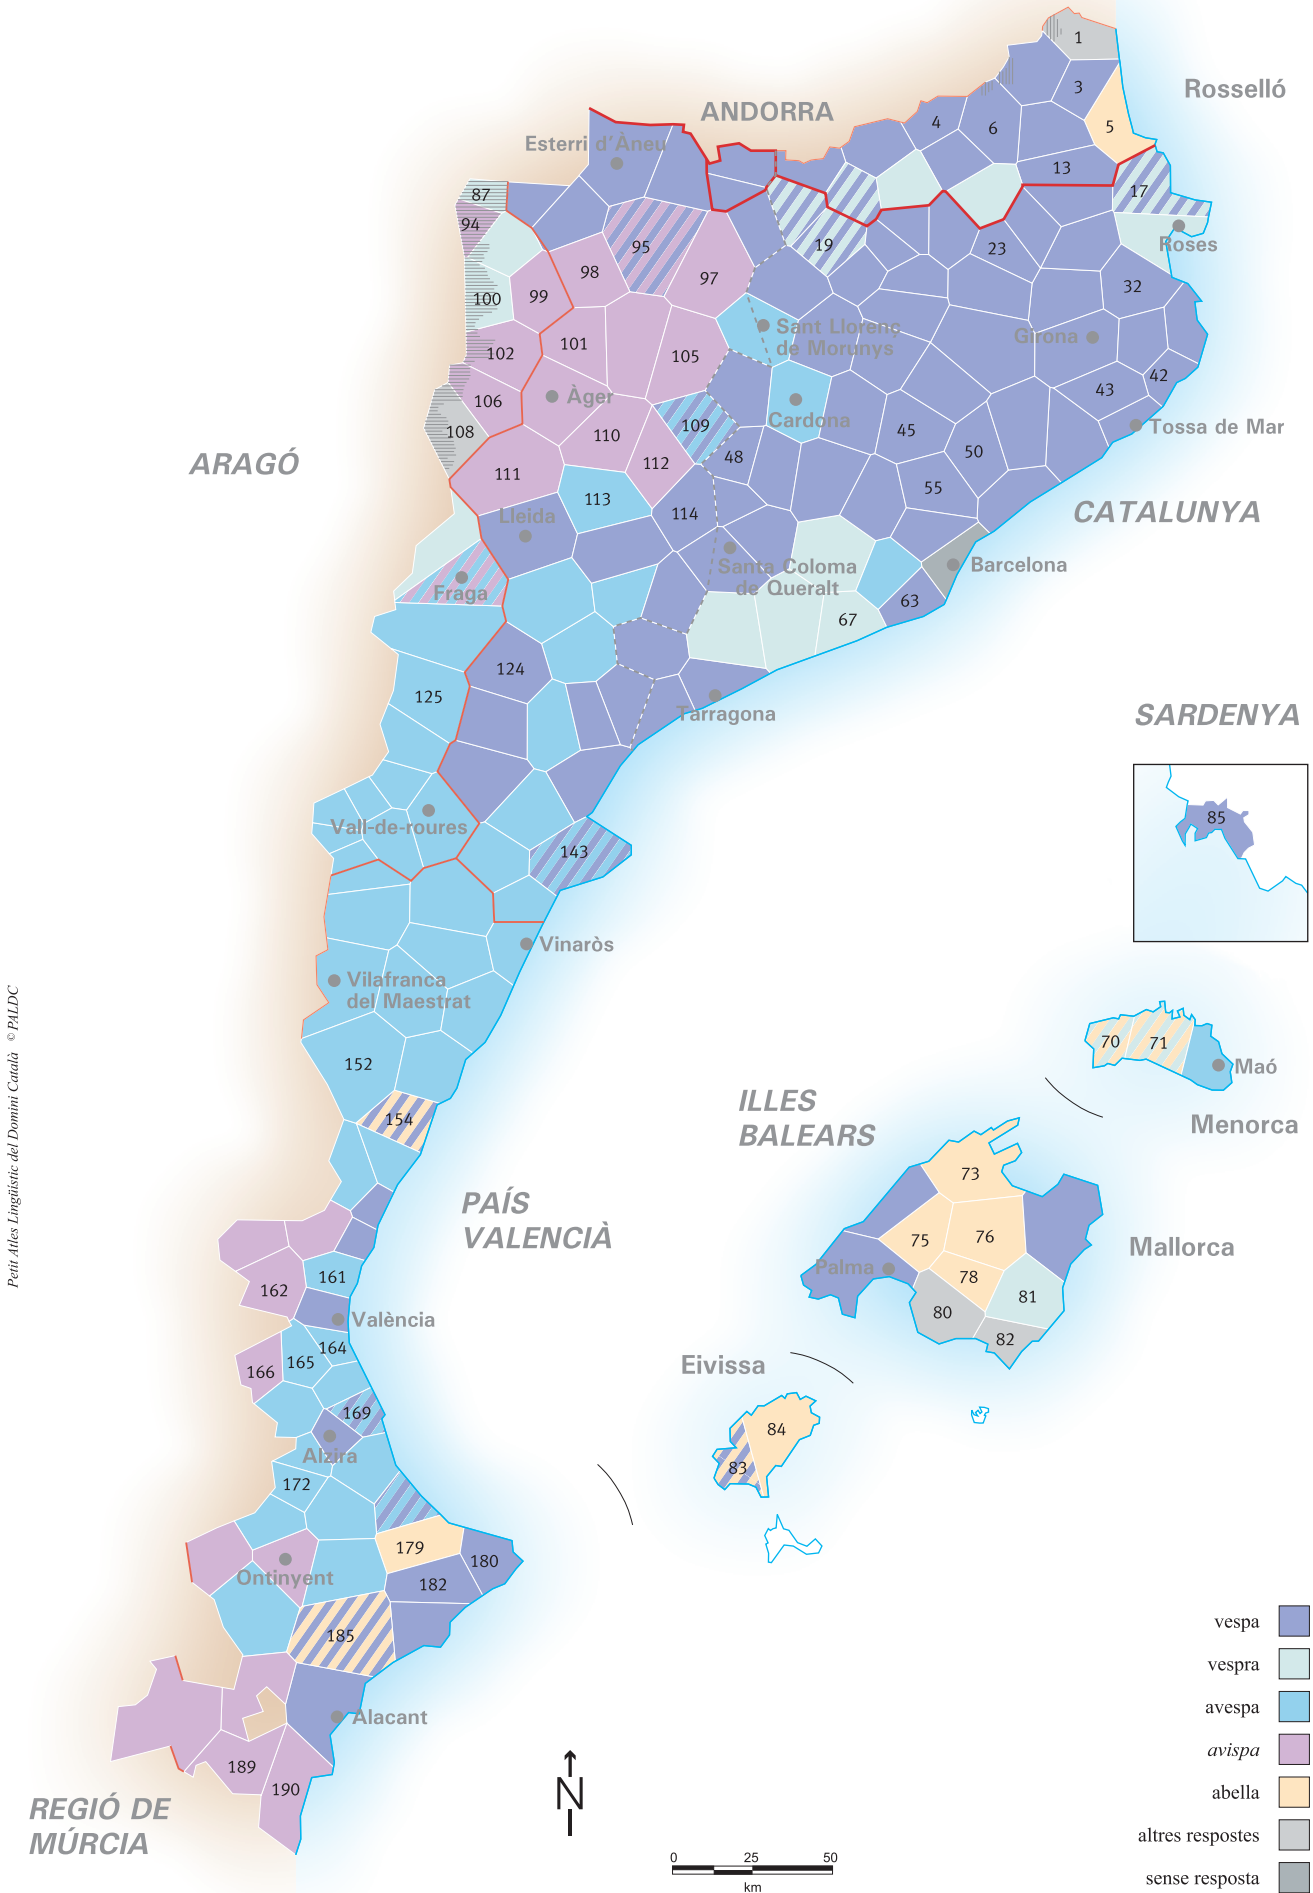 1
Rosselló
3
ANDORRA
4
6
5
Esterri d'Àneu
13
87
17
94
95
19
23
Roses
98
97
100
99
32
Sant Llorenç
de Morunys
Girona
101
102
105
42
43
Àger
106
Cardona
Tossa de Mar
108
109
110
45
48
50
ARAGÓ
112
111
113
55
CATALUNYA
Lleida
114
Santa Coloma
de Queralt
Barcelona
Fraga
63
67
124
125
Tarragona
SARDENYA
85
Vall-de-roures
143
Vinaròs
Vilafranca
del Maestrat
Petit Atles Lingüístic del Domini Català © PALDC
152
70
71
Maó
ILLES
BALEARS
154
Menorca
73
PAÍS
VALENCIÀ
75
76
Mallorca
161
Palma
78
162
81
80
València
82
164
165
166
Eivissa
169
84
Alzira
83
172
179
180
Ontinyent
182
185
vespa
vespra
avespa
Alacant
avispa
189
190
N
abella
REGIÓ DE
MÚRCIA
altres respostes
0 25 50
km
sense resposta